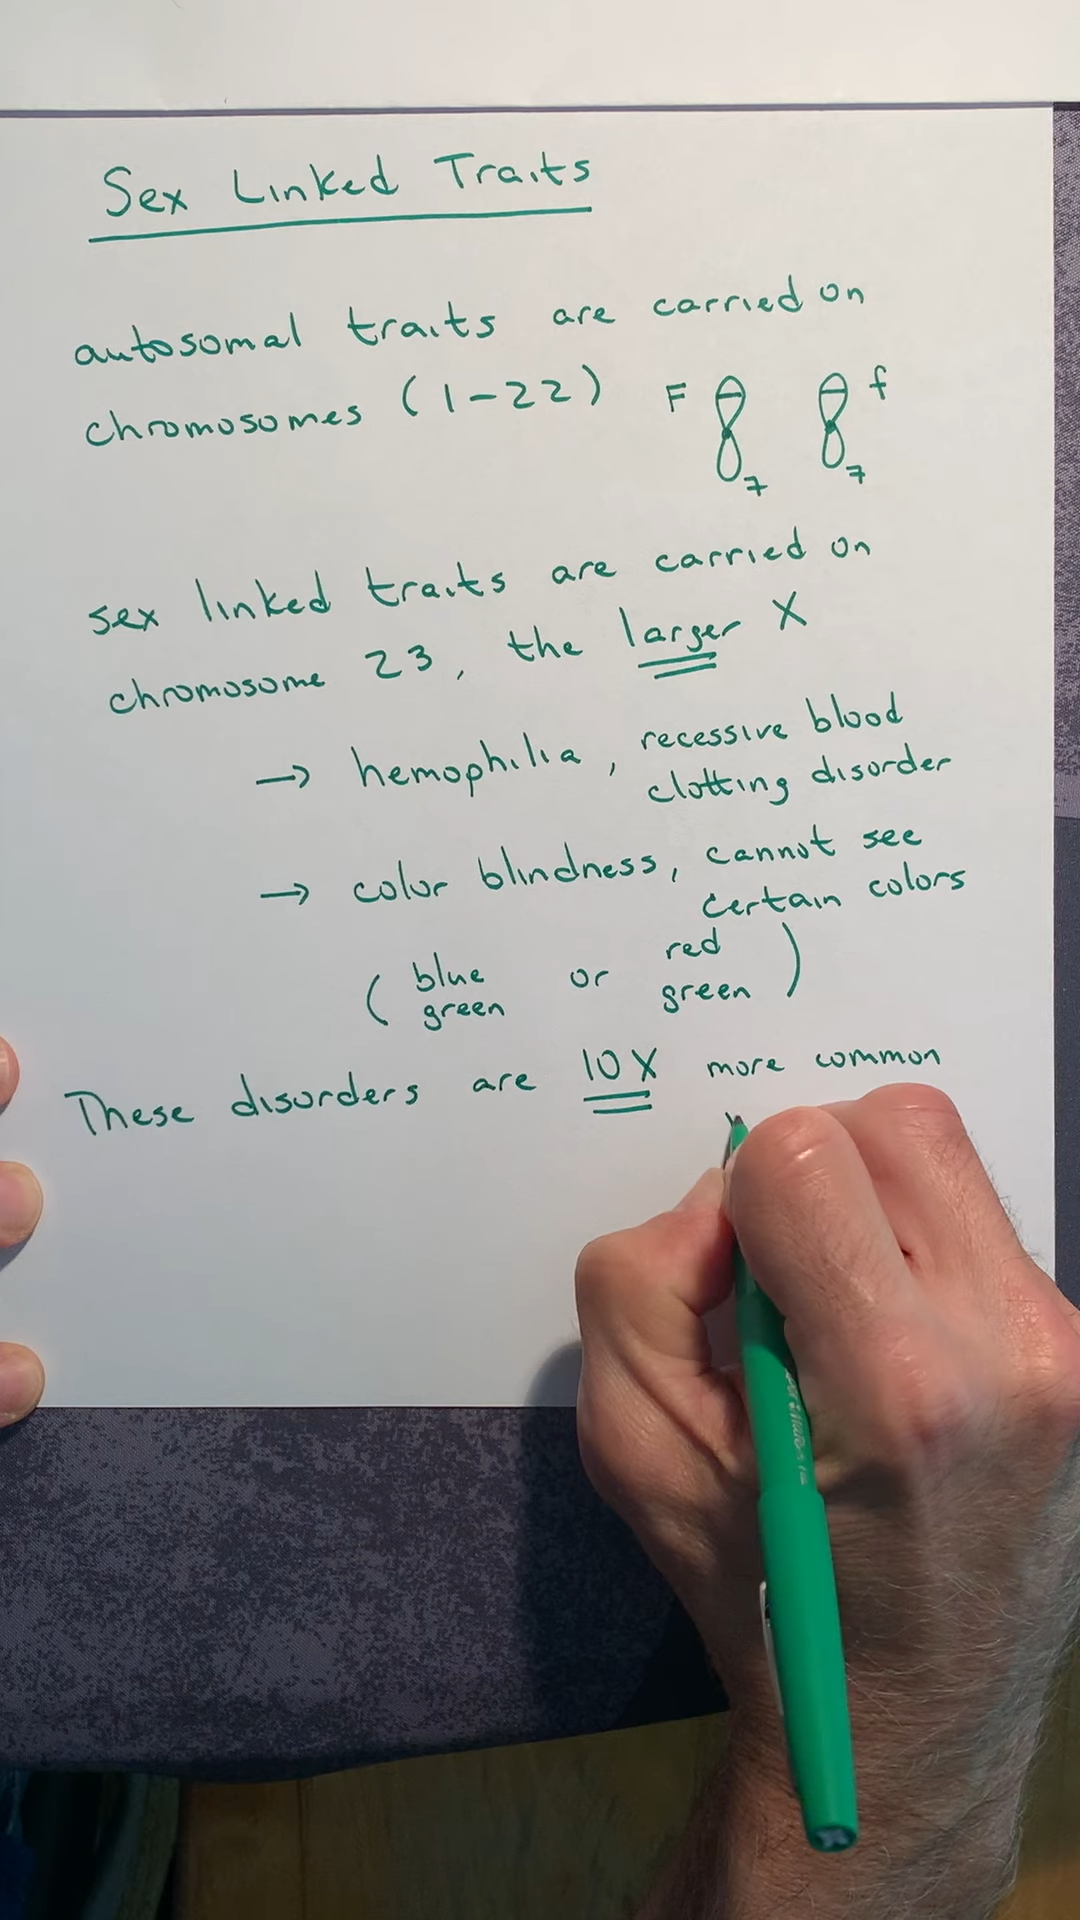 Sex Linked Traits
autosomal traits are carried on
chromosomes (1-22) F f
7 7
sex linked traits are carried on
chromosome 23, the larger X
→ hemophilia, recessive blood
clotting disorder
→ color blindness, cannot see
certain colors
( blue or red )
green green
These disorders are 10X more common